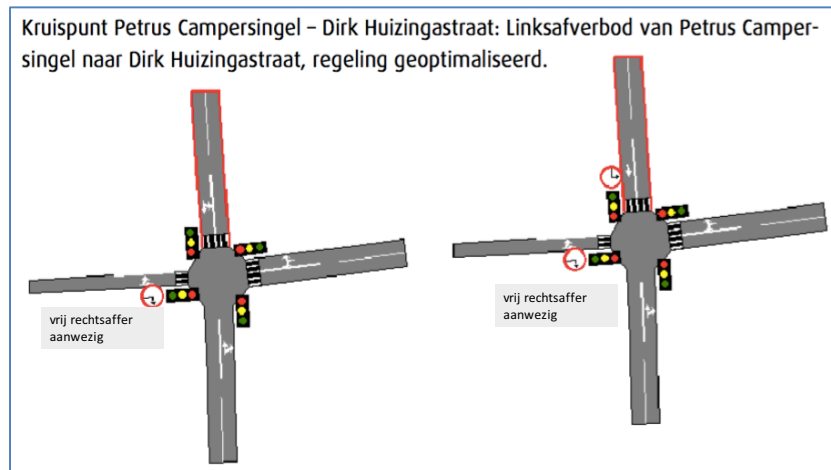 Kruispunt Petrus Campersingel – Dirk Huizingastraat: Linksafverbod van Petrus Camper-
singel naar Dirk Huizingastraat, regeling geoptimaliseerd.
vrij rechtsaffer
aanwezig
vrij rechtsaffer
aanwezig